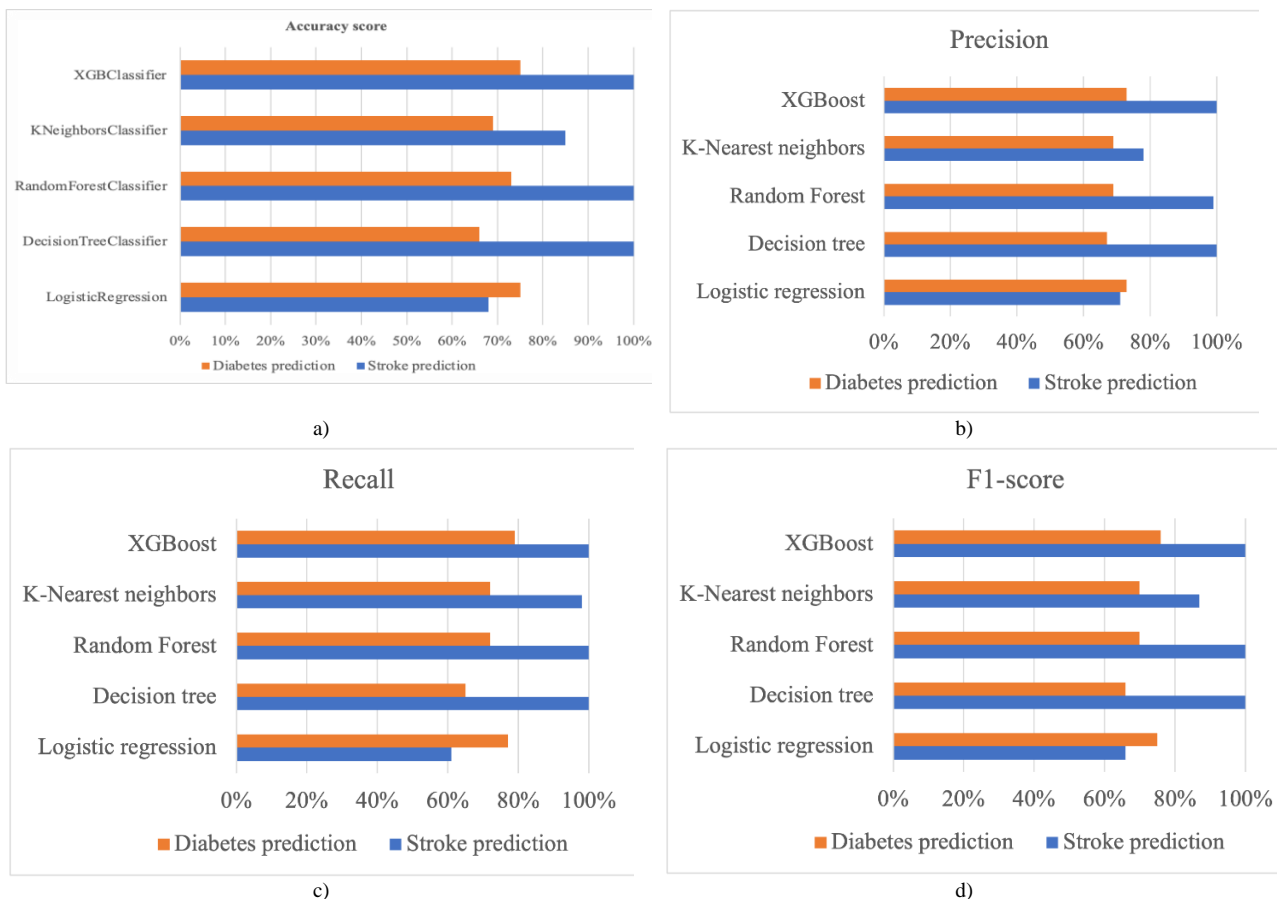 Accuracy score
XGBClassifier
KNeighborsClassifier
RandomForestClassifier
DecisionTreeClassifier
LogisticRegression
0% 10% 20% 30% 40% 50% 60% 70% 80% 90% 100%
Diabetes prediction Stroke prediction
a)
Precision
XGBoost
K-Nearest neighbors
Random Forest
Decision tree
Logistic regression
0% 20% 40% 60% 80% 100%
Diabetes prediction Stroke prediction
b)
Recall
XGBoost
K-Nearest neighbors
Random Forest
Decision tree
Logistic regression
0% 20% 40% 60% 80% 100%
Diabetes prediction Stroke prediction
c)
F1-score
XGBoost
K-Nearest neighbors
Random Forest
Decision tree
Logistic regression
0% 20% 40% 60% 80% 100%
Diabetes prediction Stroke prediction
d)